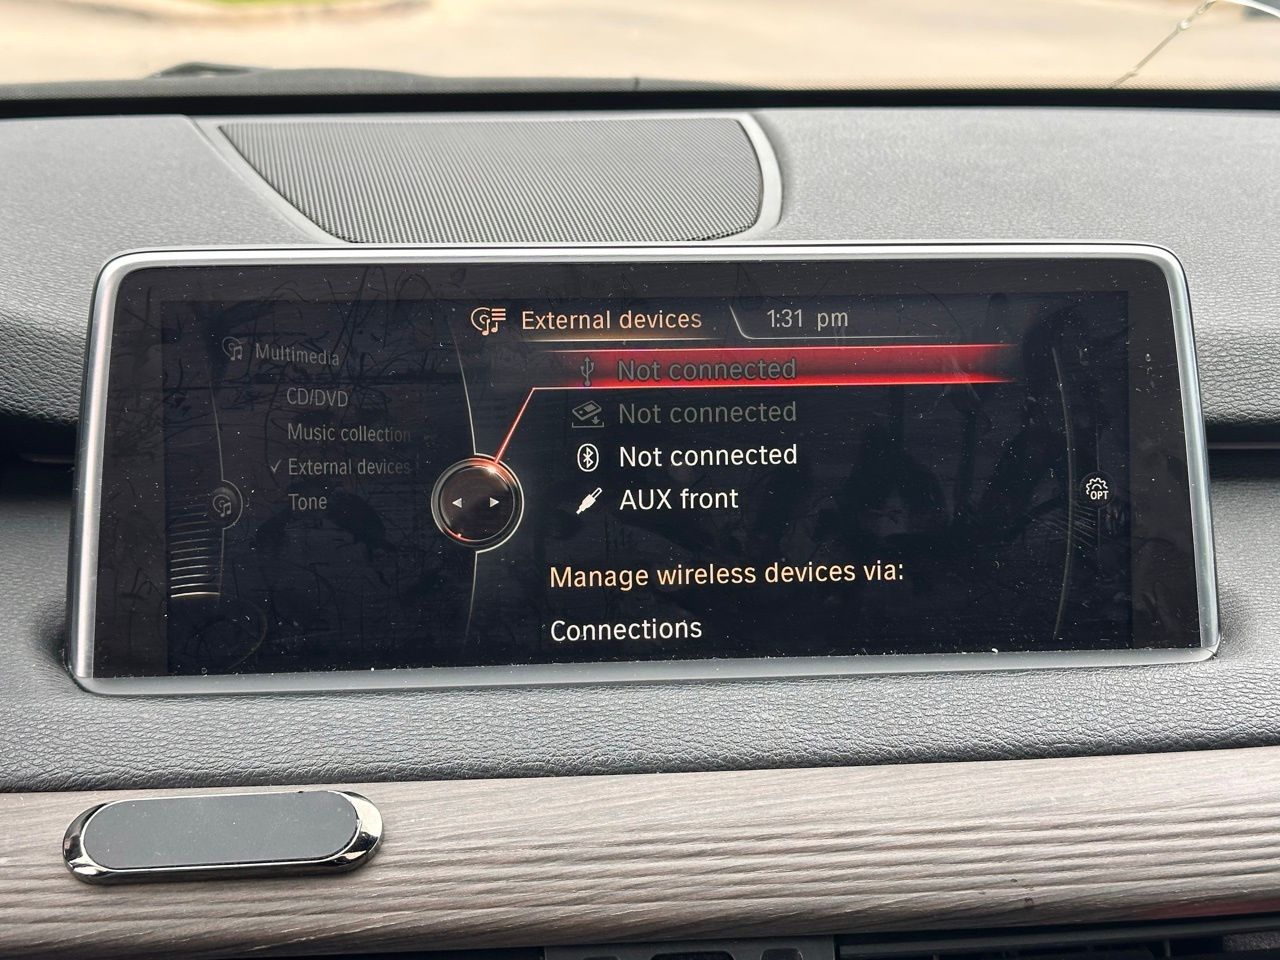 External devices
1:31 pm
Multimedia
CD/DVD
Music collection
External devices
Tone
Not connected
Not connected
Not connected
AUX front
Manage wireless devices via:
Connections
OPT